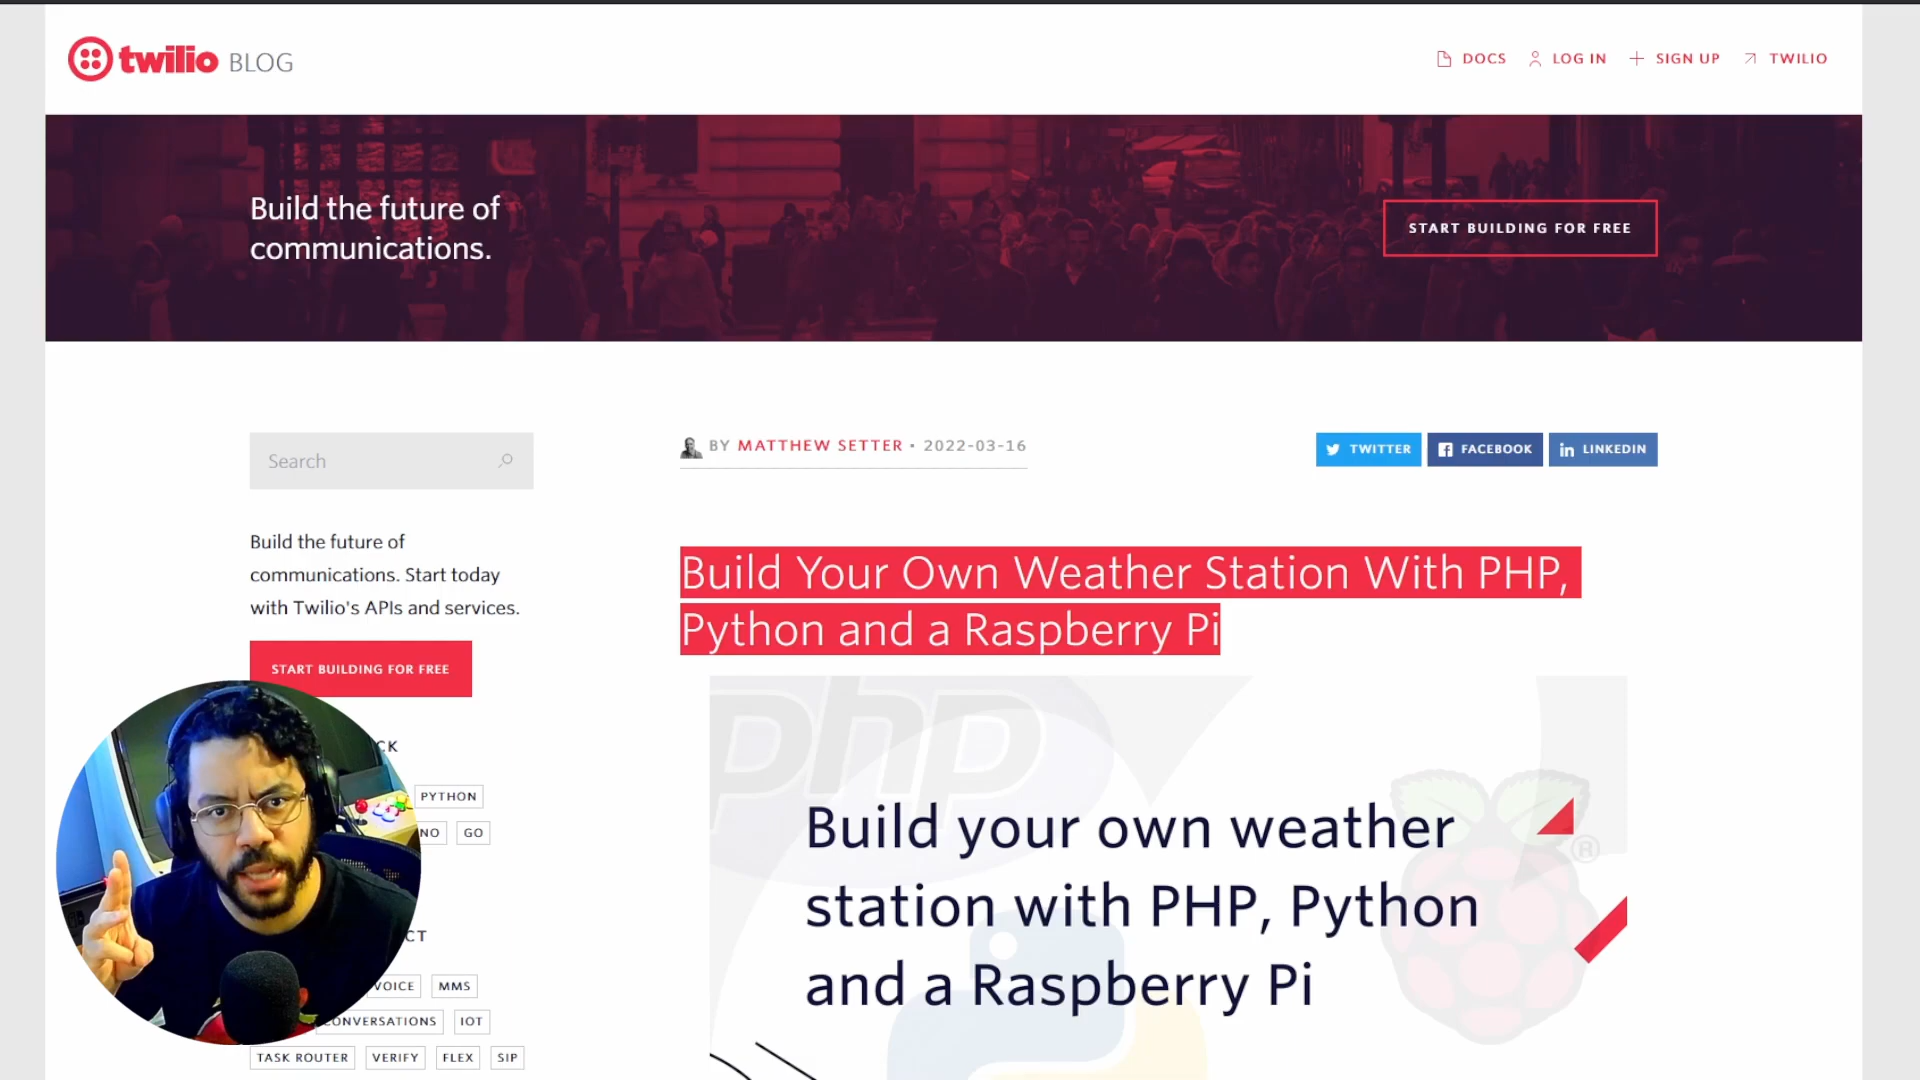 twilio BLOG
DOCS
LOG IN
SIGN UP
TWILIO
Build the future of
communications.
START BUILDING FOR FREE
Search
BY MATTHEW SETTER • 2022-03-16
TWITTER
FACEBOOK
LINKEDIN
Build the future of
communications. Start today
with Twilio's APIs and services.
START BUILDING FOR FREE
Build Your Own Weather Station With PHP,
Python and a Raspberry Pi
php
Build your own weather
station with PHP, Python
and a Raspberry Pi
®
PYTHON
GO
VOICE
MMS
CONVERSATIONS
IOT
TASK ROUTER
VERIFY
FLEX
SIP